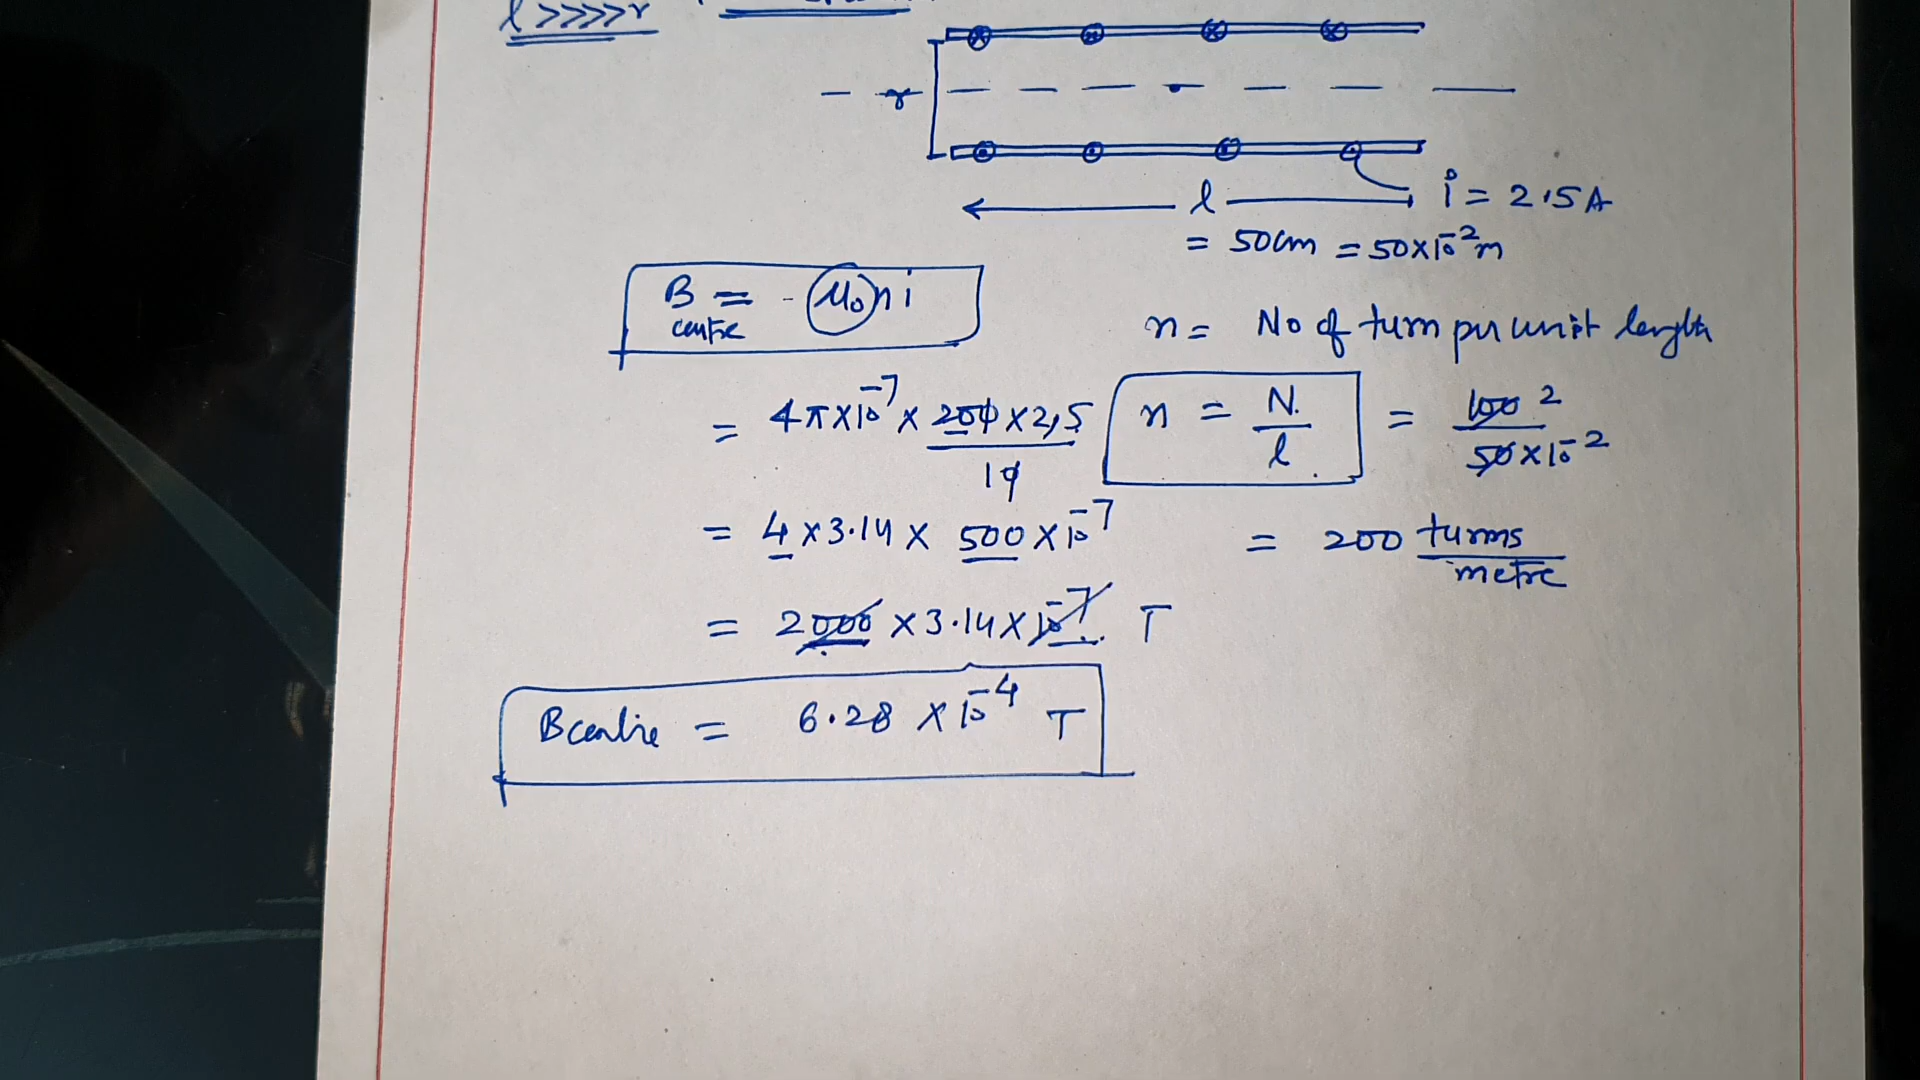 l >>>> r
r
l
i = 2.5A
= 50cm = 50×10⁻²m
B centre = μ₀ni
n = No of turn per unit length
= 4π×10⁻⁷ × 200×2,5 / 10
n = N / l = 100 2 / 50×10⁻²
= 4 × 3.14 × 500 ×10⁻⁷
= 200 turns / metre
= 2000 ×3.14×10⁻⁷ T
Bcentre = 6.28 ×10⁻⁴ T